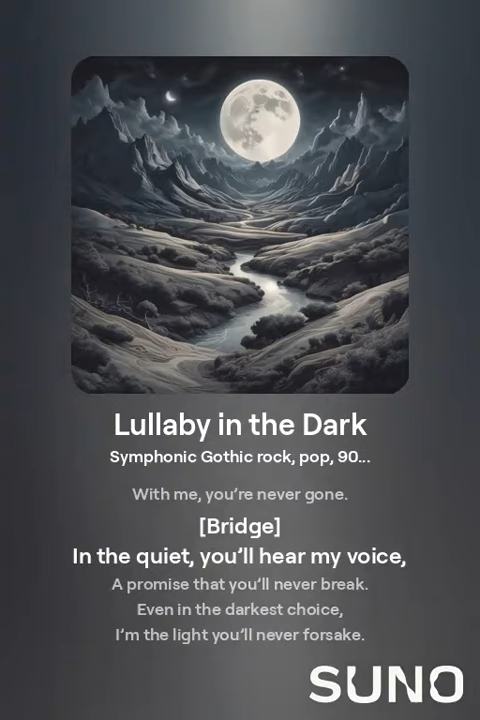 Lullaby in the Dark
Symphonic Gothic rock, pop, 90...
With me, you’re never gone.
[Bridge]
In the quiet, you’ll hear my voice,
A promise that you’ll never break.
Even in the darkest choice,
I’m the light you’ll never forsake.
SUNO